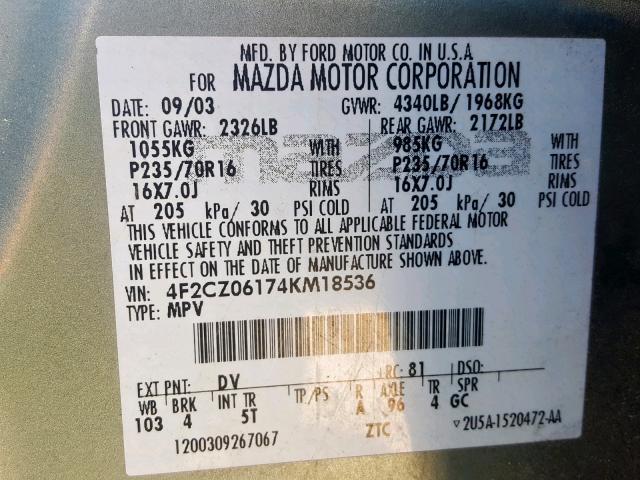 MFD. BY FORD MOTOR CO. IN U.S.A.
FOR MAZDA MOTOR CORPORATION
DATE: 09/03 GVWR: 4340LB/ 1968KG
FRONT GAWR: 2326LB REAR GAWR: 2172LB
1055KG 985KG
P235/70R16 TIRES P235/70R16 TIRES
16X7.0J RIMS 16X7.0J RIMS
AT 205 kPa/ 30 PSI COLD AT 205 kPa/ 30 PSI COLD
THIS VEHICLE CONFORMS TO ALL APPLICABLE FEDERAL MOTOR
VEHICLE SAFETY AND THEFT PREVENTION STANDARDS
IN EFFECT ON THE DATE OF MANUFACTURE SHOWN ABOVE.
VIN: 4F2CZ06174KM18536
TYPE: MPV
EXT PNT: DV RC: 81 DSO:
WB BRK INT TR TP/PS R AXLE TR SPR
103 4 5T A 96 4 GC
1200309267067 ZTC ▿2U5A-1520472-AA
mazda